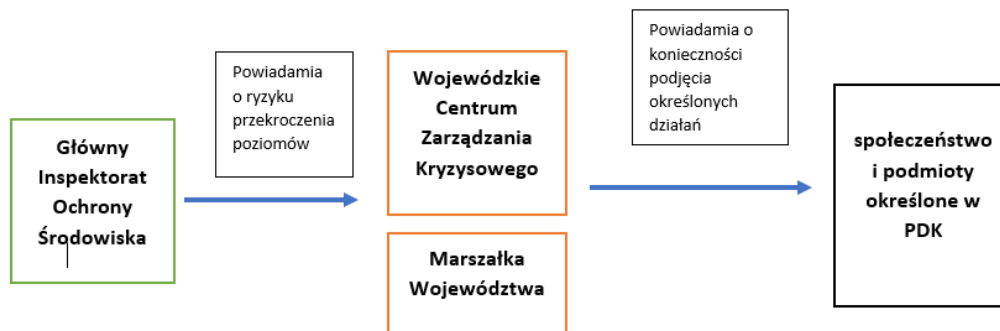 Główny
Inspektorat
Ochrony
Środowiska
Powiadamia
o ryzyku
przekroczenia
poziomów
Wojewódzkie
Centrum
Zarządzania
Kryzysowego
Marszałka
Województwa
Powiadamia o
konieczności
podjęcia
określonych
działań
społeczeństwo
i podmioty
określone w
PDK